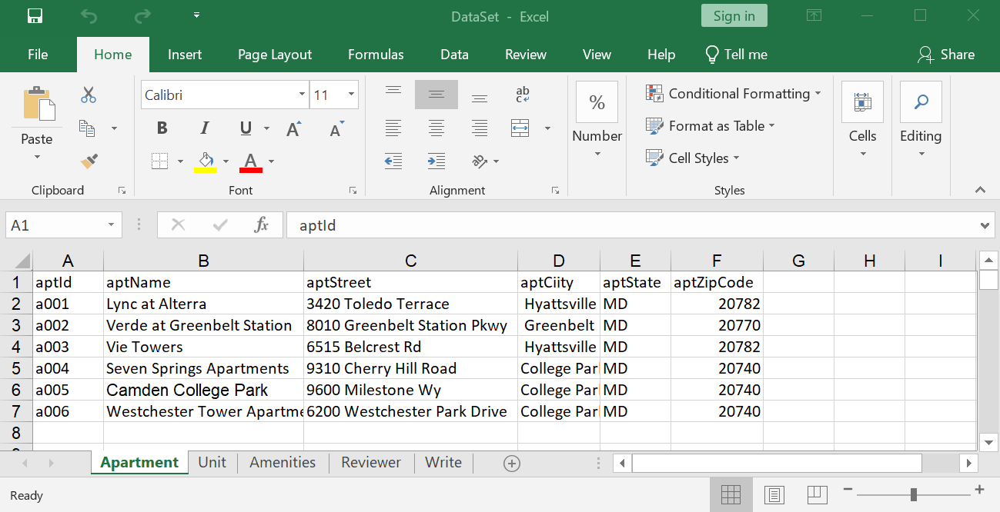 DataSet - Excel Sign in
File Home Insert Page Layout Formulas Data Review View Help Tell me Share
Calibri 11 ab c
% Conditional Formatting
B I U A A Format as Table
Paste Number Cells Editing
A Cell Styles
Clipboard Font Alignment Styles
A1 fx aptId
A B C D E F G H I
1 aptId aptName aptStreet aptCiity aptState aptZipCode
2 a001 Lync at Alterra 3420 Toledo Terrace Hyattsville MD 20782
3 a002 Verde at Greenbelt Station 8010 Greenbelt Station Pkwy Greenbelt MD 20770
4 a003 Vie Towers 6515 Belcrest Rd Hyattsville MD 20782
5 a004 Seven Springs Apartments 9310 Cherry Hill Road College Par MD 20740
6 a005 Camden College Park 9600 Milestone Wy College Par MD 20740
7 a006 Westchester Tower Apartme 6200 Westchester Park Drive College Par MD 20740
8
Apartment Unit Amenities Reviewer Write
Ready